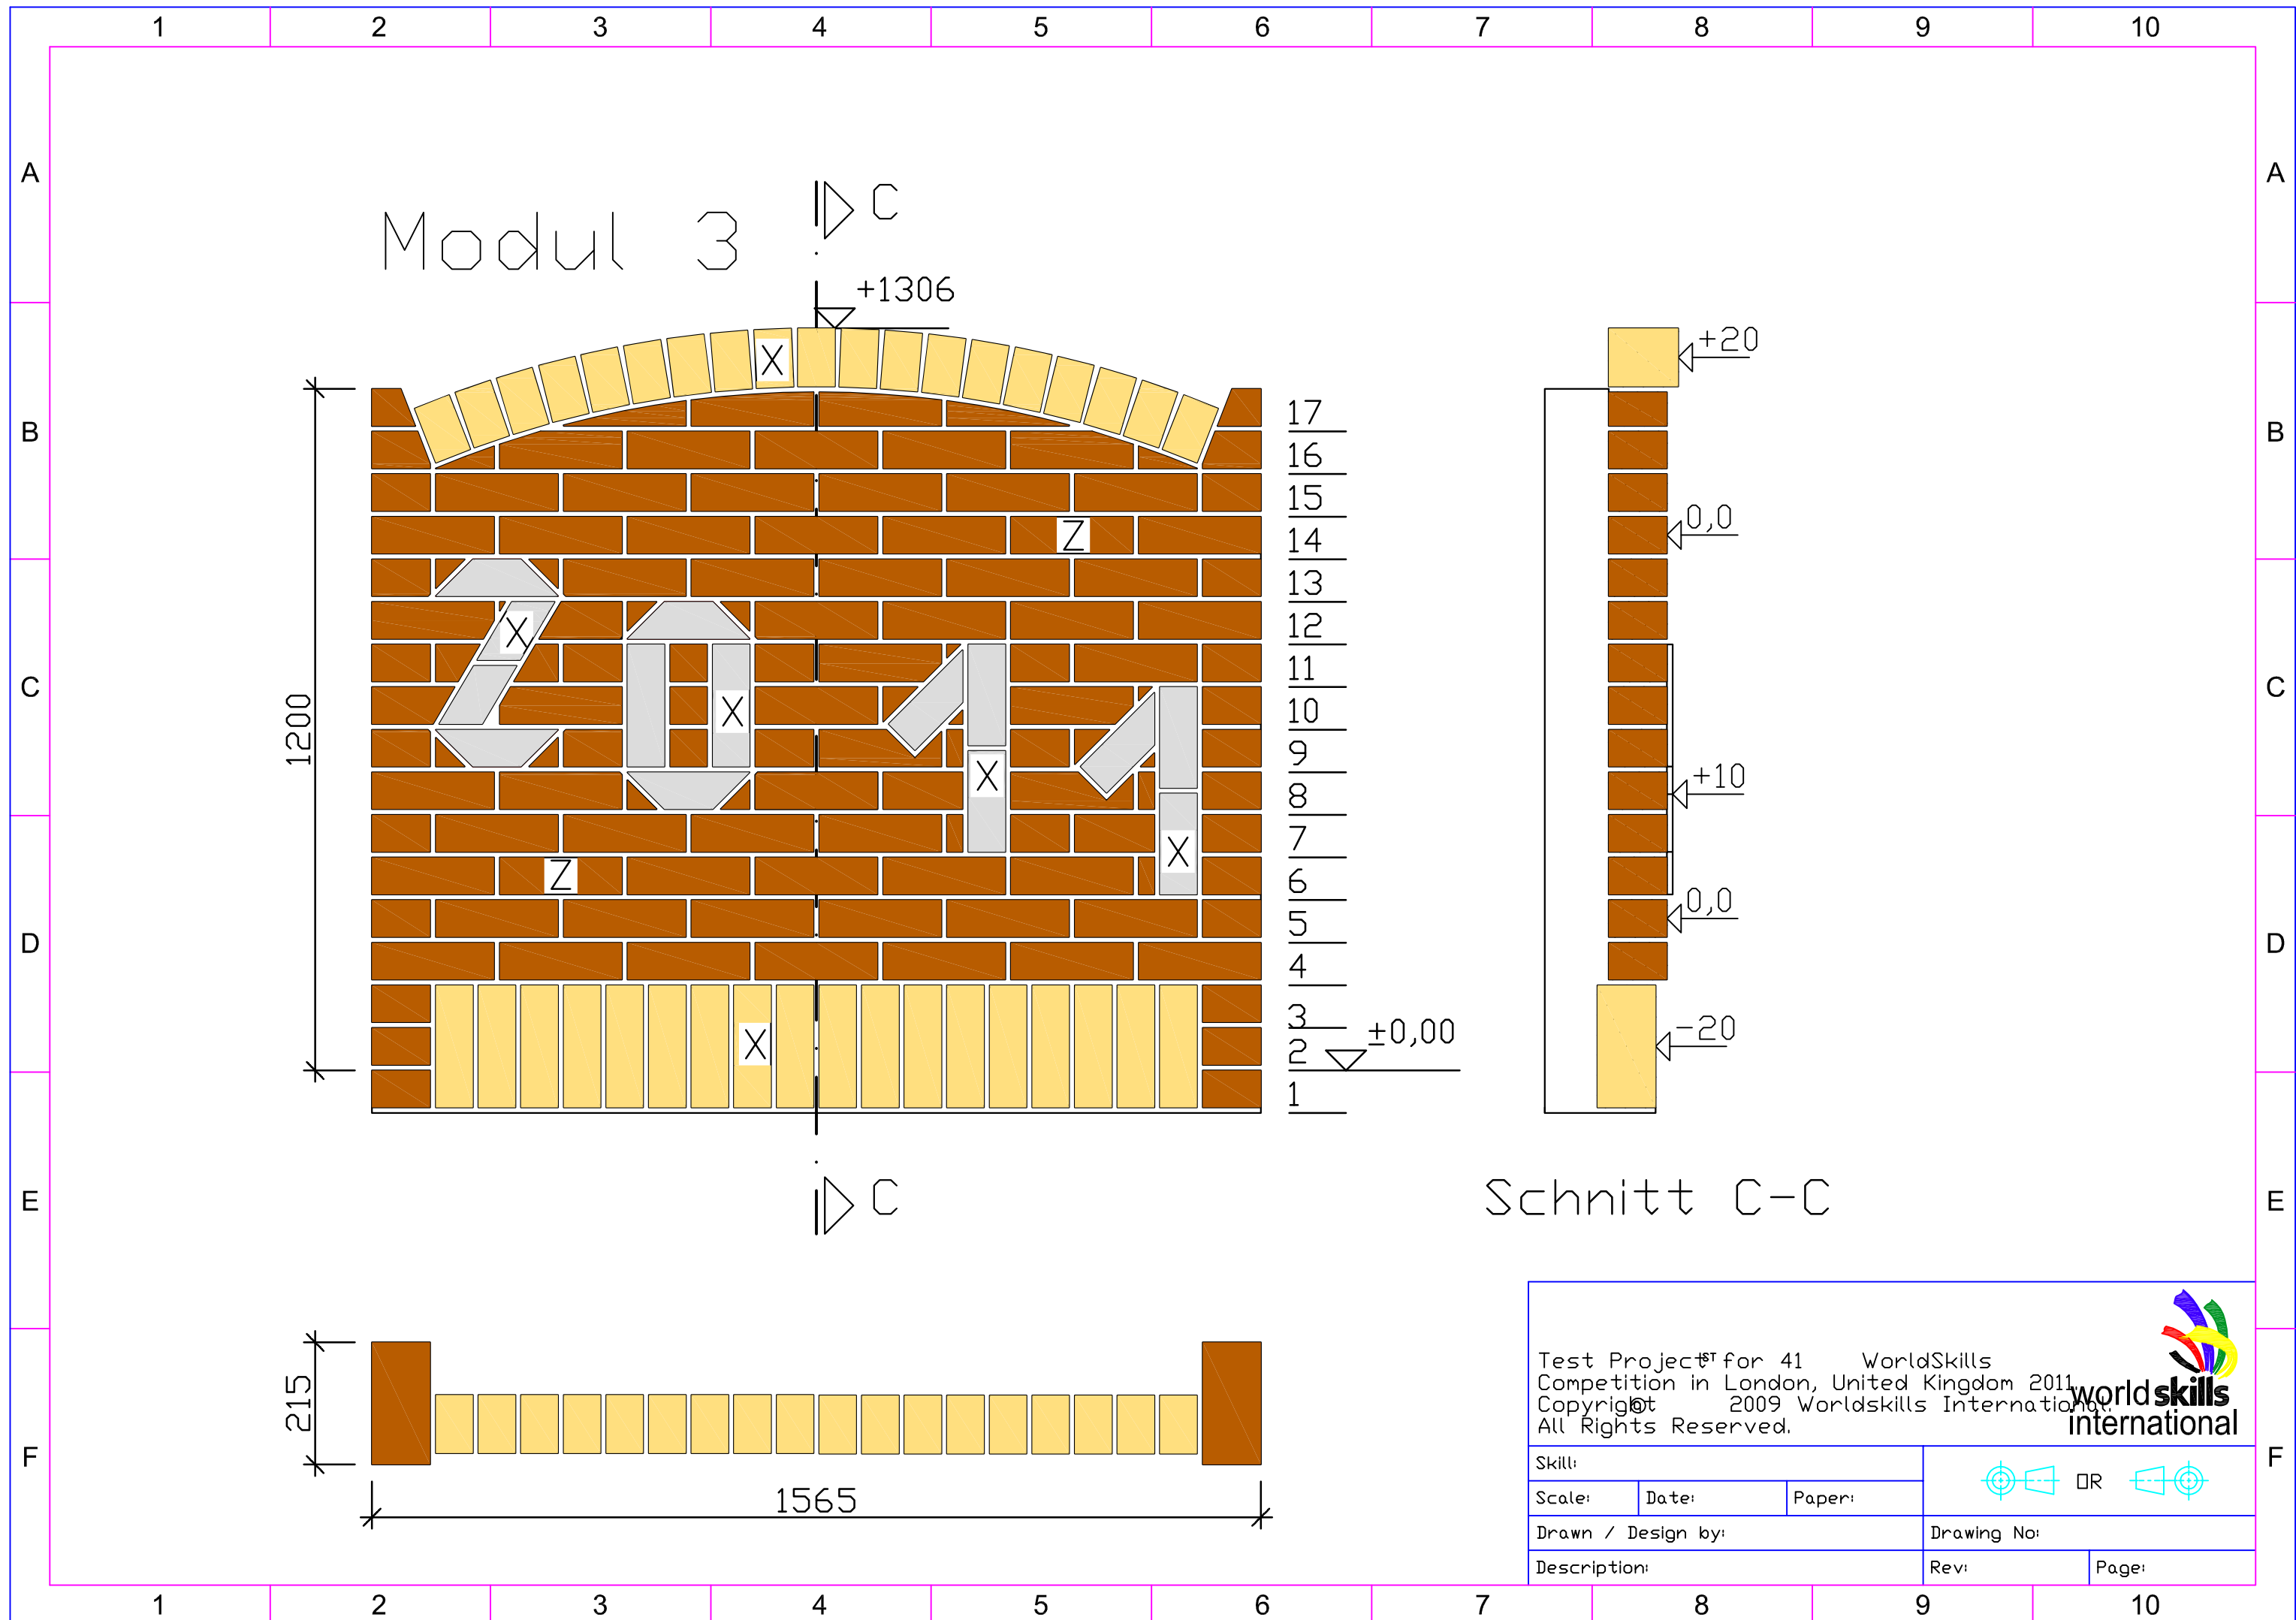 1 2 3 4 5 6 7 8 9 10
A A
Modul 3
C
+1306
+20
B B
17
16
15
14
0,0
Z
13
12
X
11
C C
10
X
1200
9
X
+10
8
7
X
6
Z
0,0
5
D D
4
3
-20
X
±0,00
2
1
E E
C
Schnitt C-C
215
1565
Test Project for 41ST WorldSkills
Competition in London, United Kingdom 2011.
Copyright © 2009 Worldskills International.
All Rights Reserved.
world skills
international
F F
Skill:
OR
Scale: Date: Paper:
Drawn / Design by: Drawing No:
Description: Rev: Page:
1 2 3 4 5 6 7 8 9 10